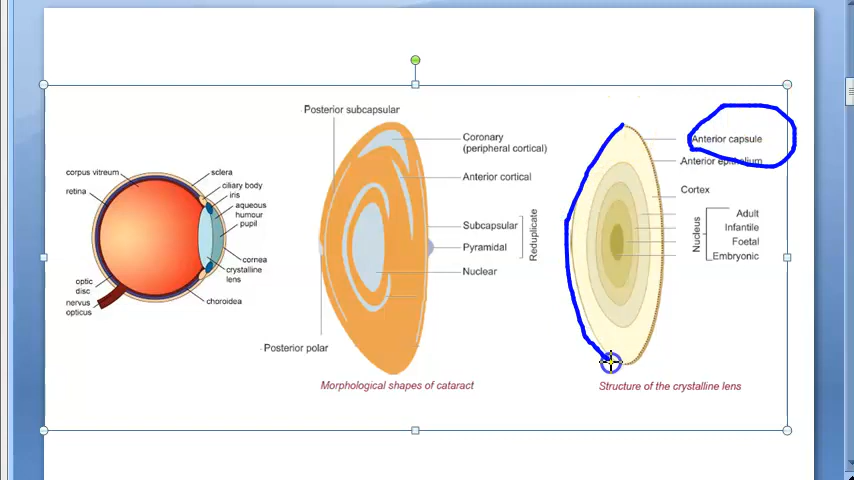 corpus vitreum
retina
sclera
ciliary body
iris
aqueous
humour
pupil
cornea
crystalline
lens
choroidea
optic
disc
nervus
opticus
Posterior subcapsular
Coronary
(peripheral cortical)
Anterior cortical
Subcapsular
Pyramidal
Reduplicate
Nuclear
Posterior polar
Morphological shapes of cataract
Anterior capsule
Anterior epithelium
Cortex
Nucleus
Adult
Infantile
Foetal
Embryonic
Structure of the crystalline lens